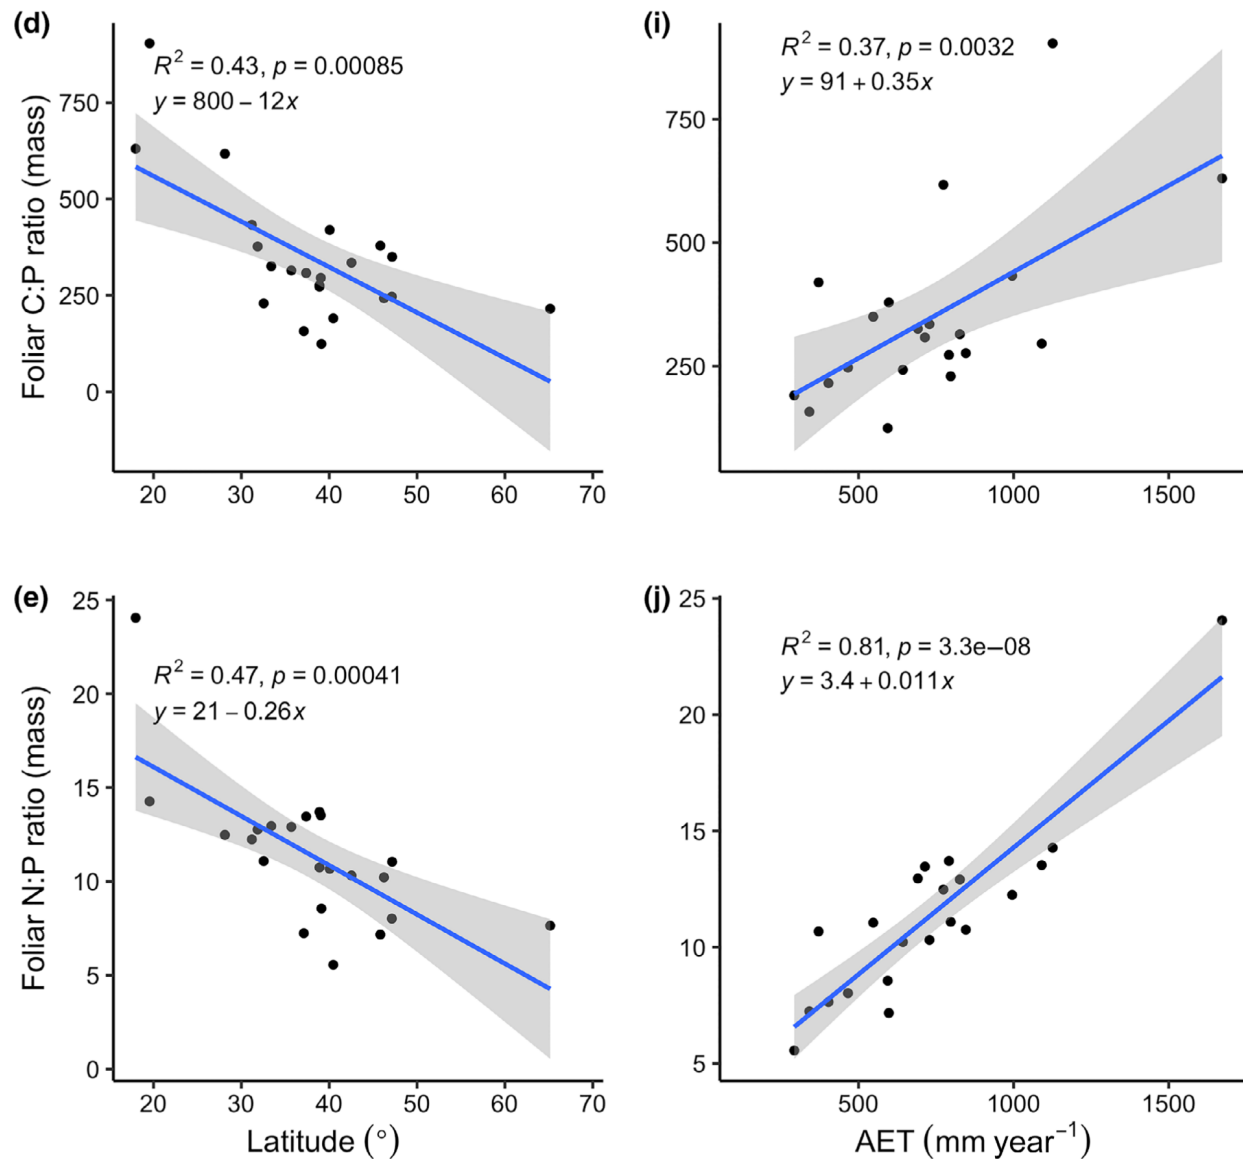 (d)
R² = 0.43, p = 0.00085
y = 800 – 12x
Foliar C:P ratio (mass)
750
500
250
0
20 30 40 50 60 70
(i)
R² = 0.37, p = 0.0032
y = 91 + 0.35x
750
500
250
500 1000 1500
(e)
R² = 0.47, p = 0.00041
y = 21 – 0.26x
Foliar N:P ratio (mass)
25
20
15
10
5
0
20 30 40 50 60 70
Latitude (°)
(j)
R² = 0.81, p = 3.3e–08
y = 3.4 + 0.011x
25
20
15
10
5
500 1000 1500
AET (mm year⁻¹)